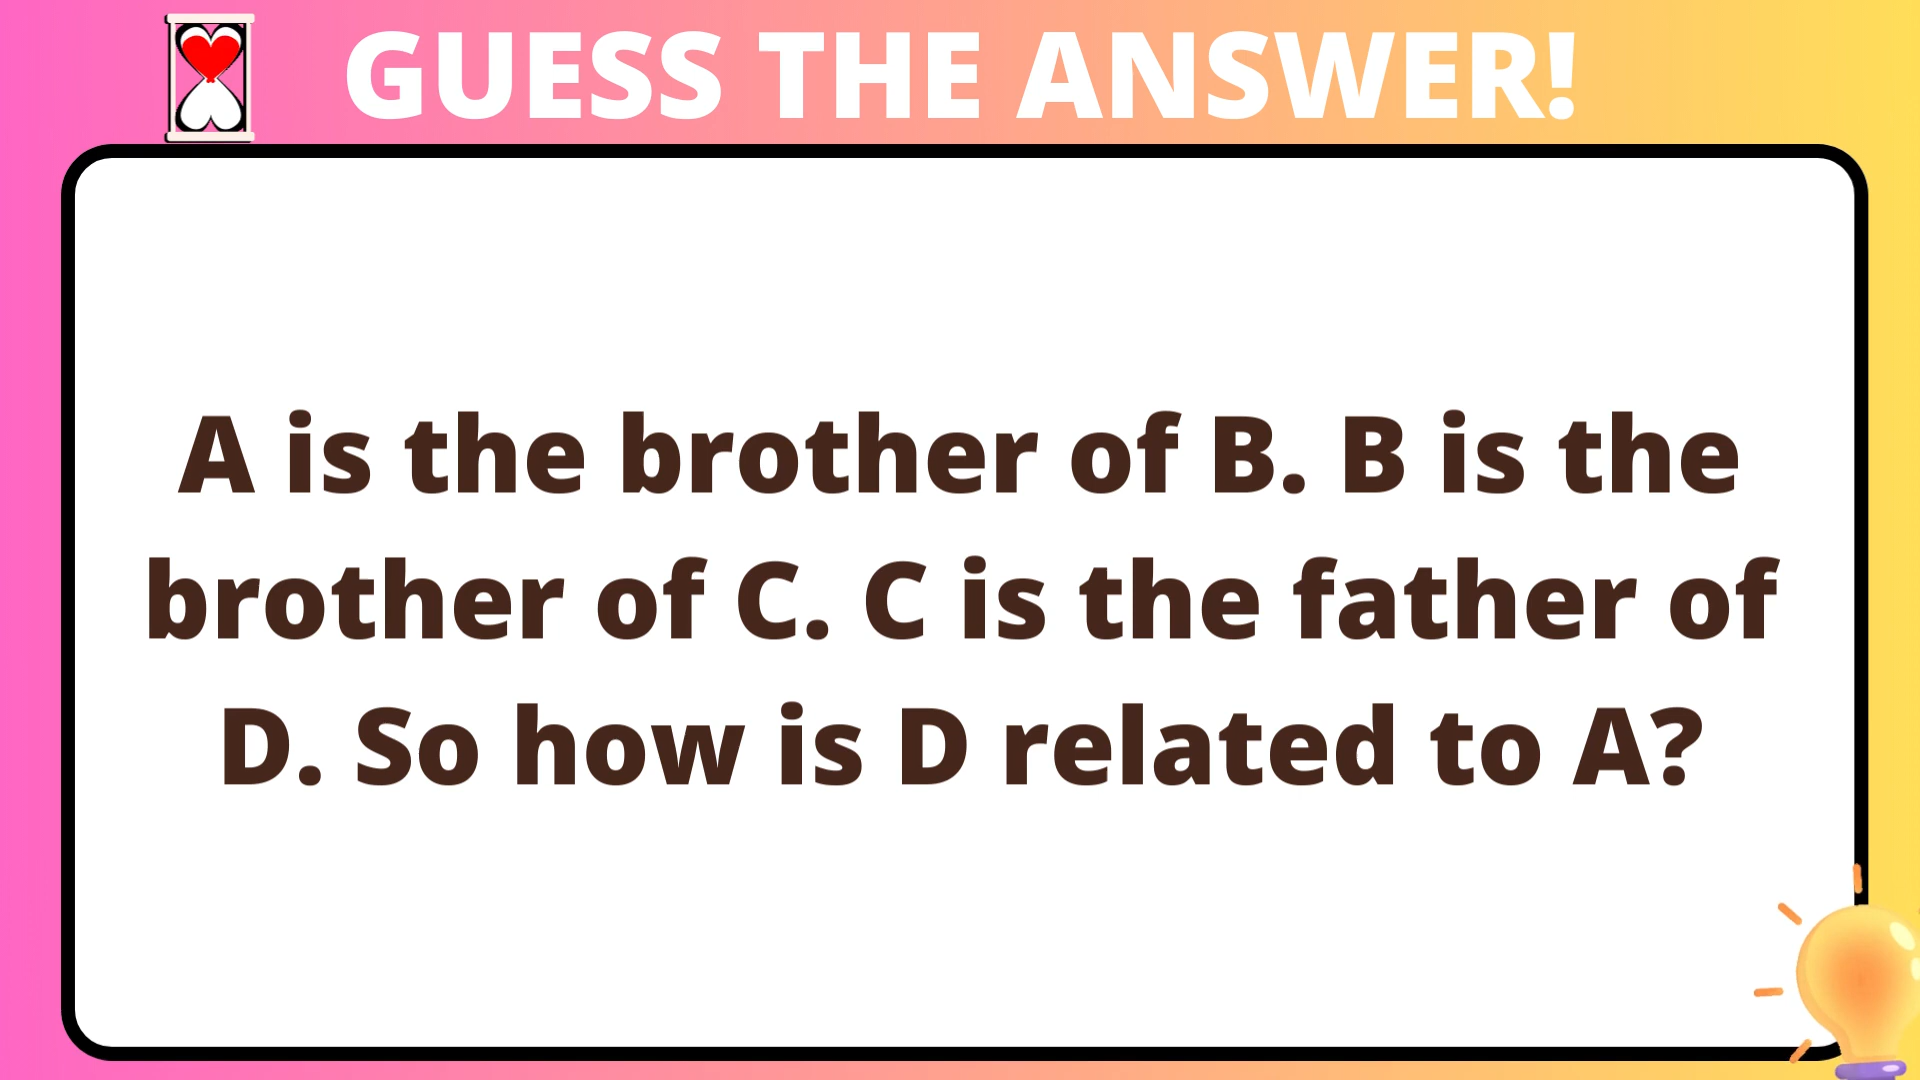 GUESS THE ANSWER!
A is the brother of B. B is the
brother of C. C is the father of
D. So how is D related to A?